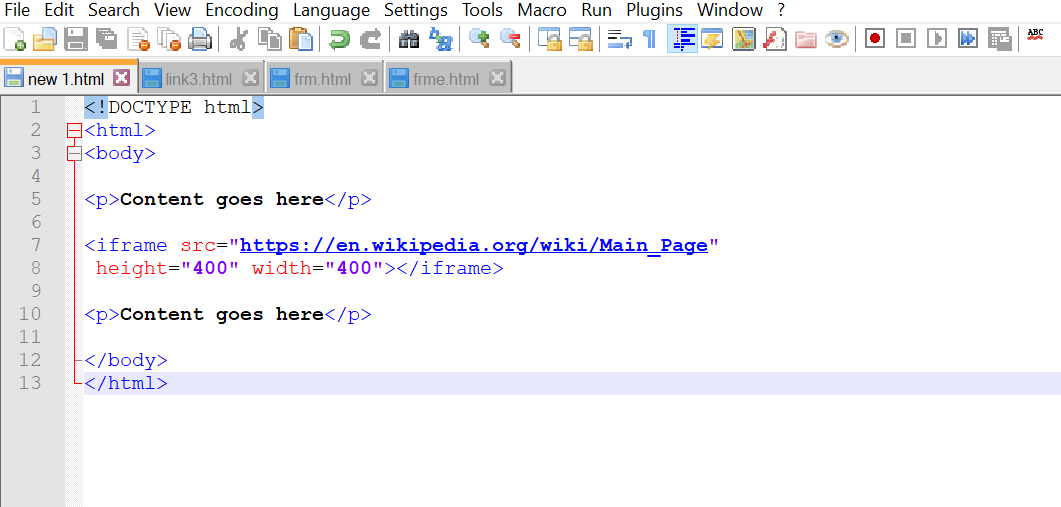 File Edit Search View Encoding Language Settings Tools Macro Run Plugins Window ?
ABC
new 1.html link3.html frm.html frme.html
1 <!DOCTYPE html>
2 <html>
3 <body>
4
5 <p>Content goes here</p>
6
7 <iframe src="https://en.wikipedia.org/wiki/Main_Page"
8 height="400" width="400"></iframe>
9
10 <p>Content goes here</p>
11
12 </body>
13 </html>